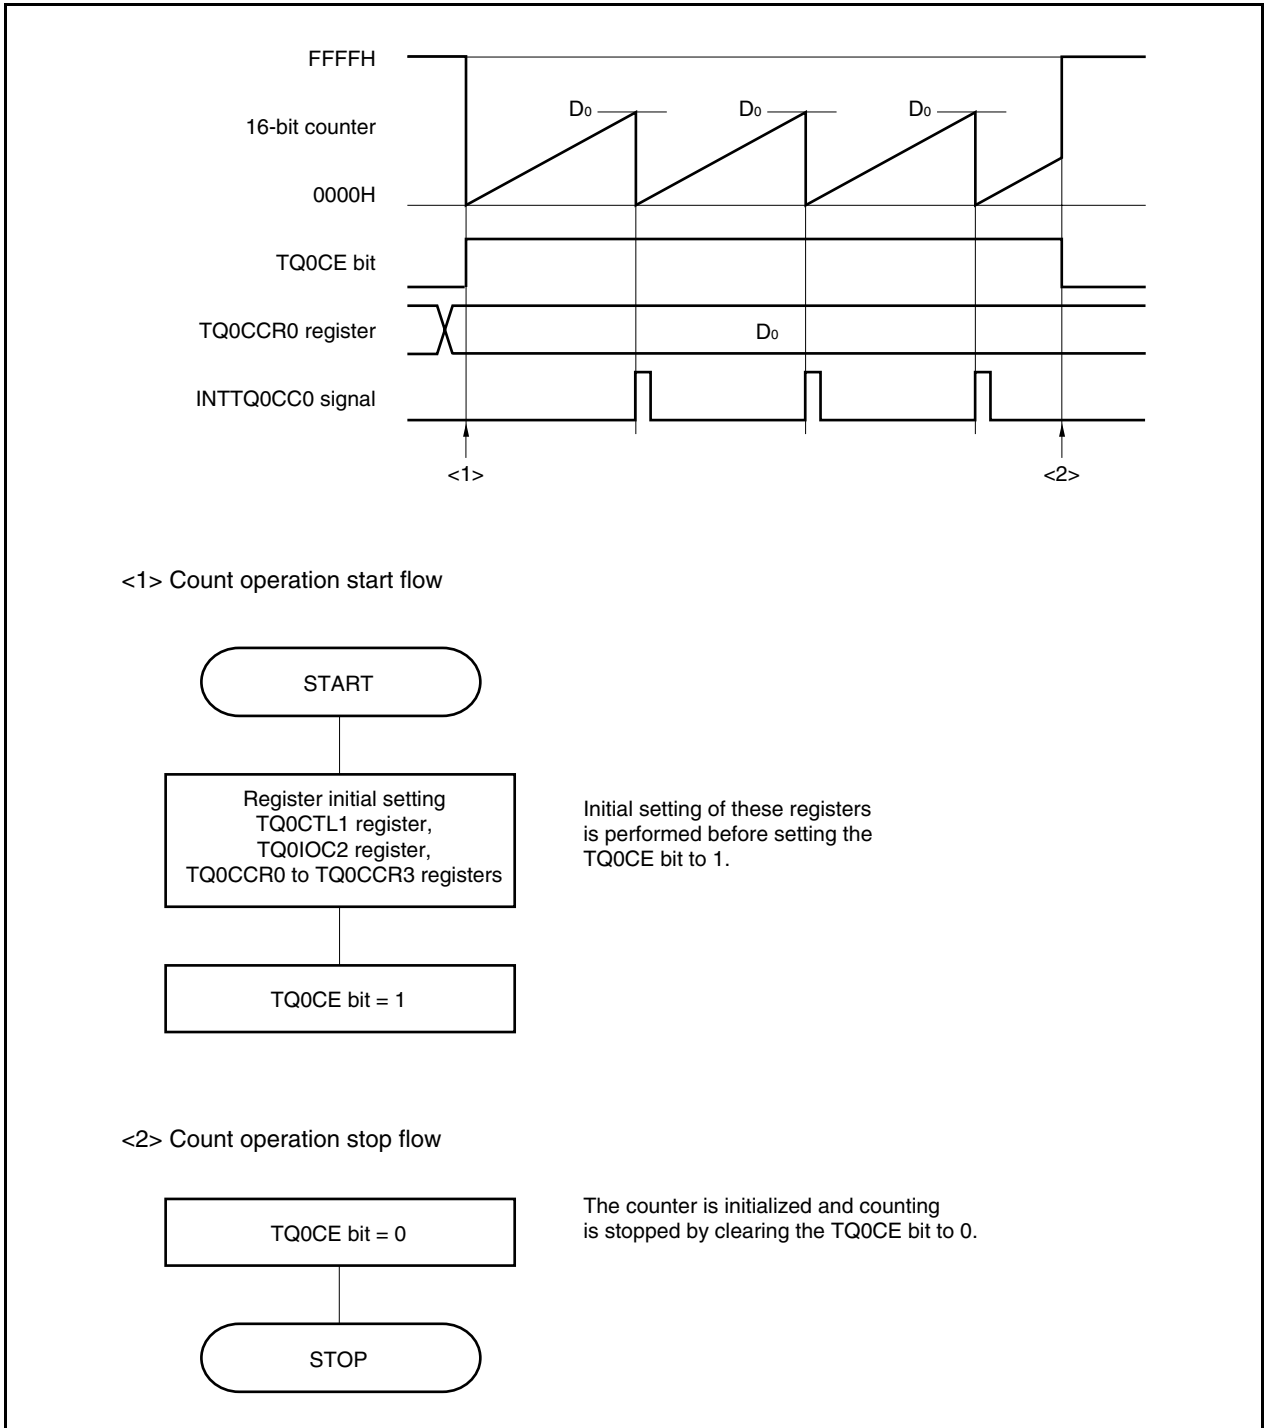 FFFFH
16-bit counter
D0 D0 D0
0000H
TQ0CE bit
TQ0CCR0 register
D0
INTTQ0CC0 signal
<1> <2>
<1> Count operation start flow
START
Register initial setting
TQ0CTL1 register,
TQ0IOC2 register,
TQ0CCR0 to TQ0CCR3 registers
Initial setting of these registers
is performed before setting the
TQ0CE bit to 1.
TQ0CE bit = 1
<2> Count operation stop flow
TQ0CE bit = 0
The counter is initialized and counting
is stopped by clearing the TQ0CE bit to 0.
STOP